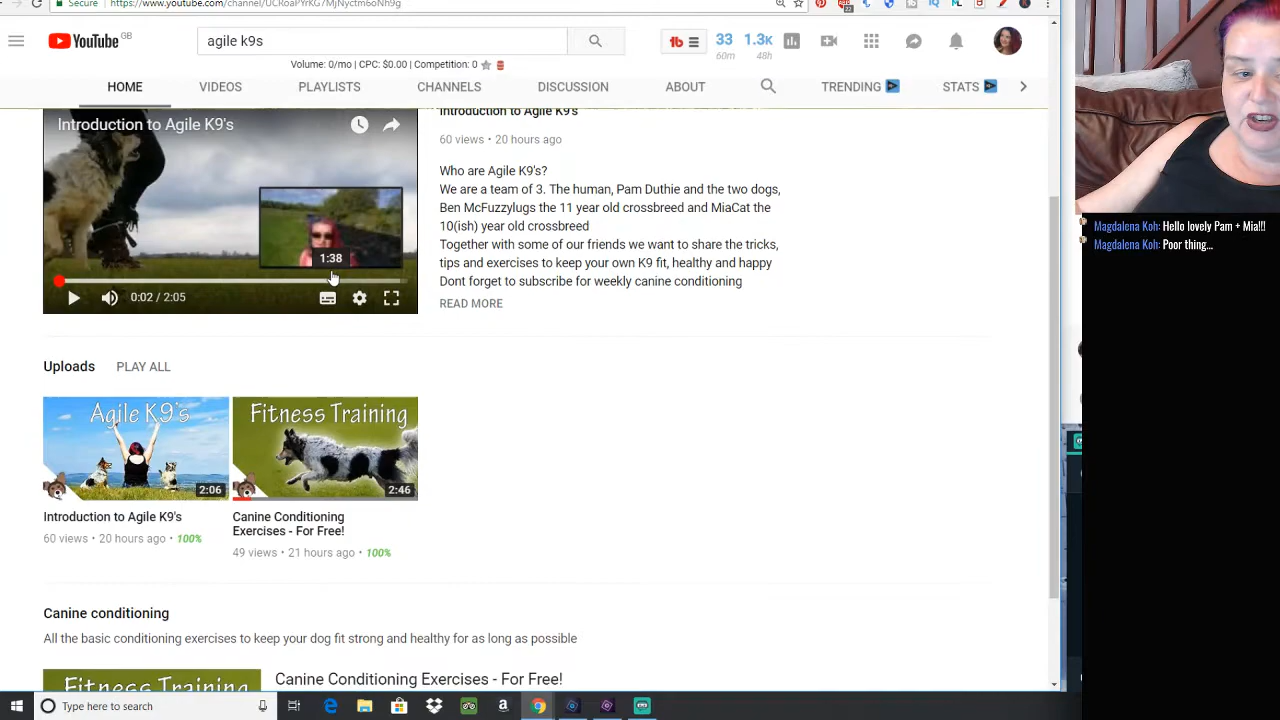 Secure
https://www.youtube.com/channel/UCRoaPYrKG7MjNyctm6oNh9g
YouTube GB
agile k9s
33
60m
1.3K
48h
Volume: 0/mo | CPC: $0.00 | Competition: 0
HOME VIDEOS PLAYLISTS CHANNELS DISCUSSION ABOUT TRENDING STATS
Introduction to Agile K9's
1:38
0:02 / 2:05
Introduction to Agile K9's
60 views • 20 hours ago
Who are Agile K9's?
We are a team of 3. The human, Pam Duthie and the two dogs,
Ben McFuzzylugs the 11 year old crossbreed and MiaCat the
10(ish) year old crossbreed
Together with some of our friends we want to share the tricks,
tips and exercises to keep your own K9 fit, healthy and happy
Dont forget to subscribe for weekly canine conditioning
READ MORE
Magdalena Koh: Hello lovely Pam + Mia!!!
Magdalena Koh: Poor thing...
Uploads PLAY ALL
Agile K9's
2:06
Introduction to Agile K9's
60 views • 20 hours ago • 100%
Fitness Training
2:46
Canine Conditioning
Exercises - For Free!
49 views • 21 hours ago • 100%
Canine conditioning
All the basic conditioning exercises to keep your dog fit strong and healthy for as long as possible
Fitness Training
Canine Conditioning Exercises - For Free!
Type here to search